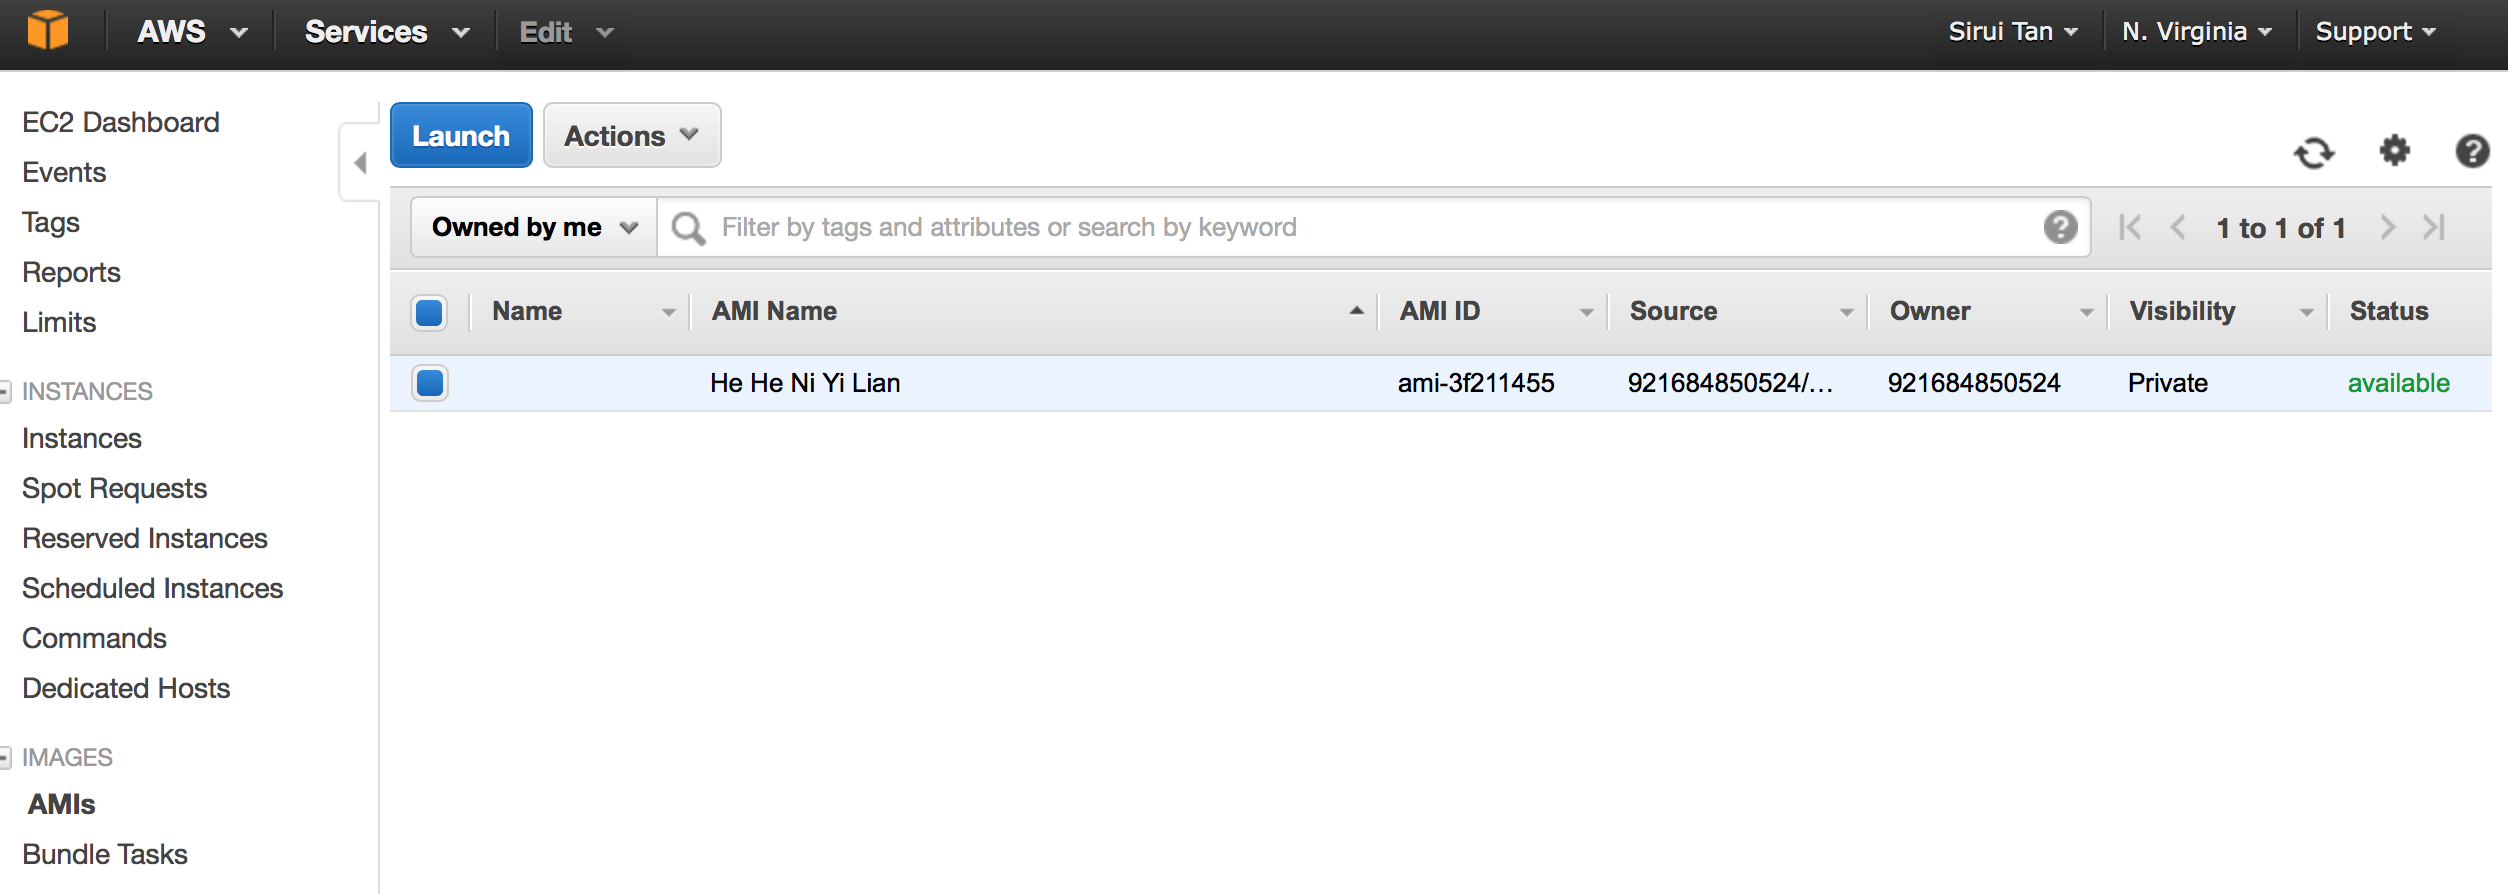 AWS Services Edit Sirui Tan N. Virginia Support
EC2 Dashboard
Events
Tags
Reports
Limits
INSTANCES
Instances
Spot Requests
Reserved Instances
Scheduled Instances
Commands
Dedicated Hosts
IMAGES
AMIs
Bundle Tasks
Launch Actions
Owned by me Filter by tags and attributes or search by keyword 1 to 1 of 1
Name AMI Name AMI ID Source Owner Visibility Status
He He Ni Yi Lian ami-3f211455 921684850524/... 921684850524 Private available